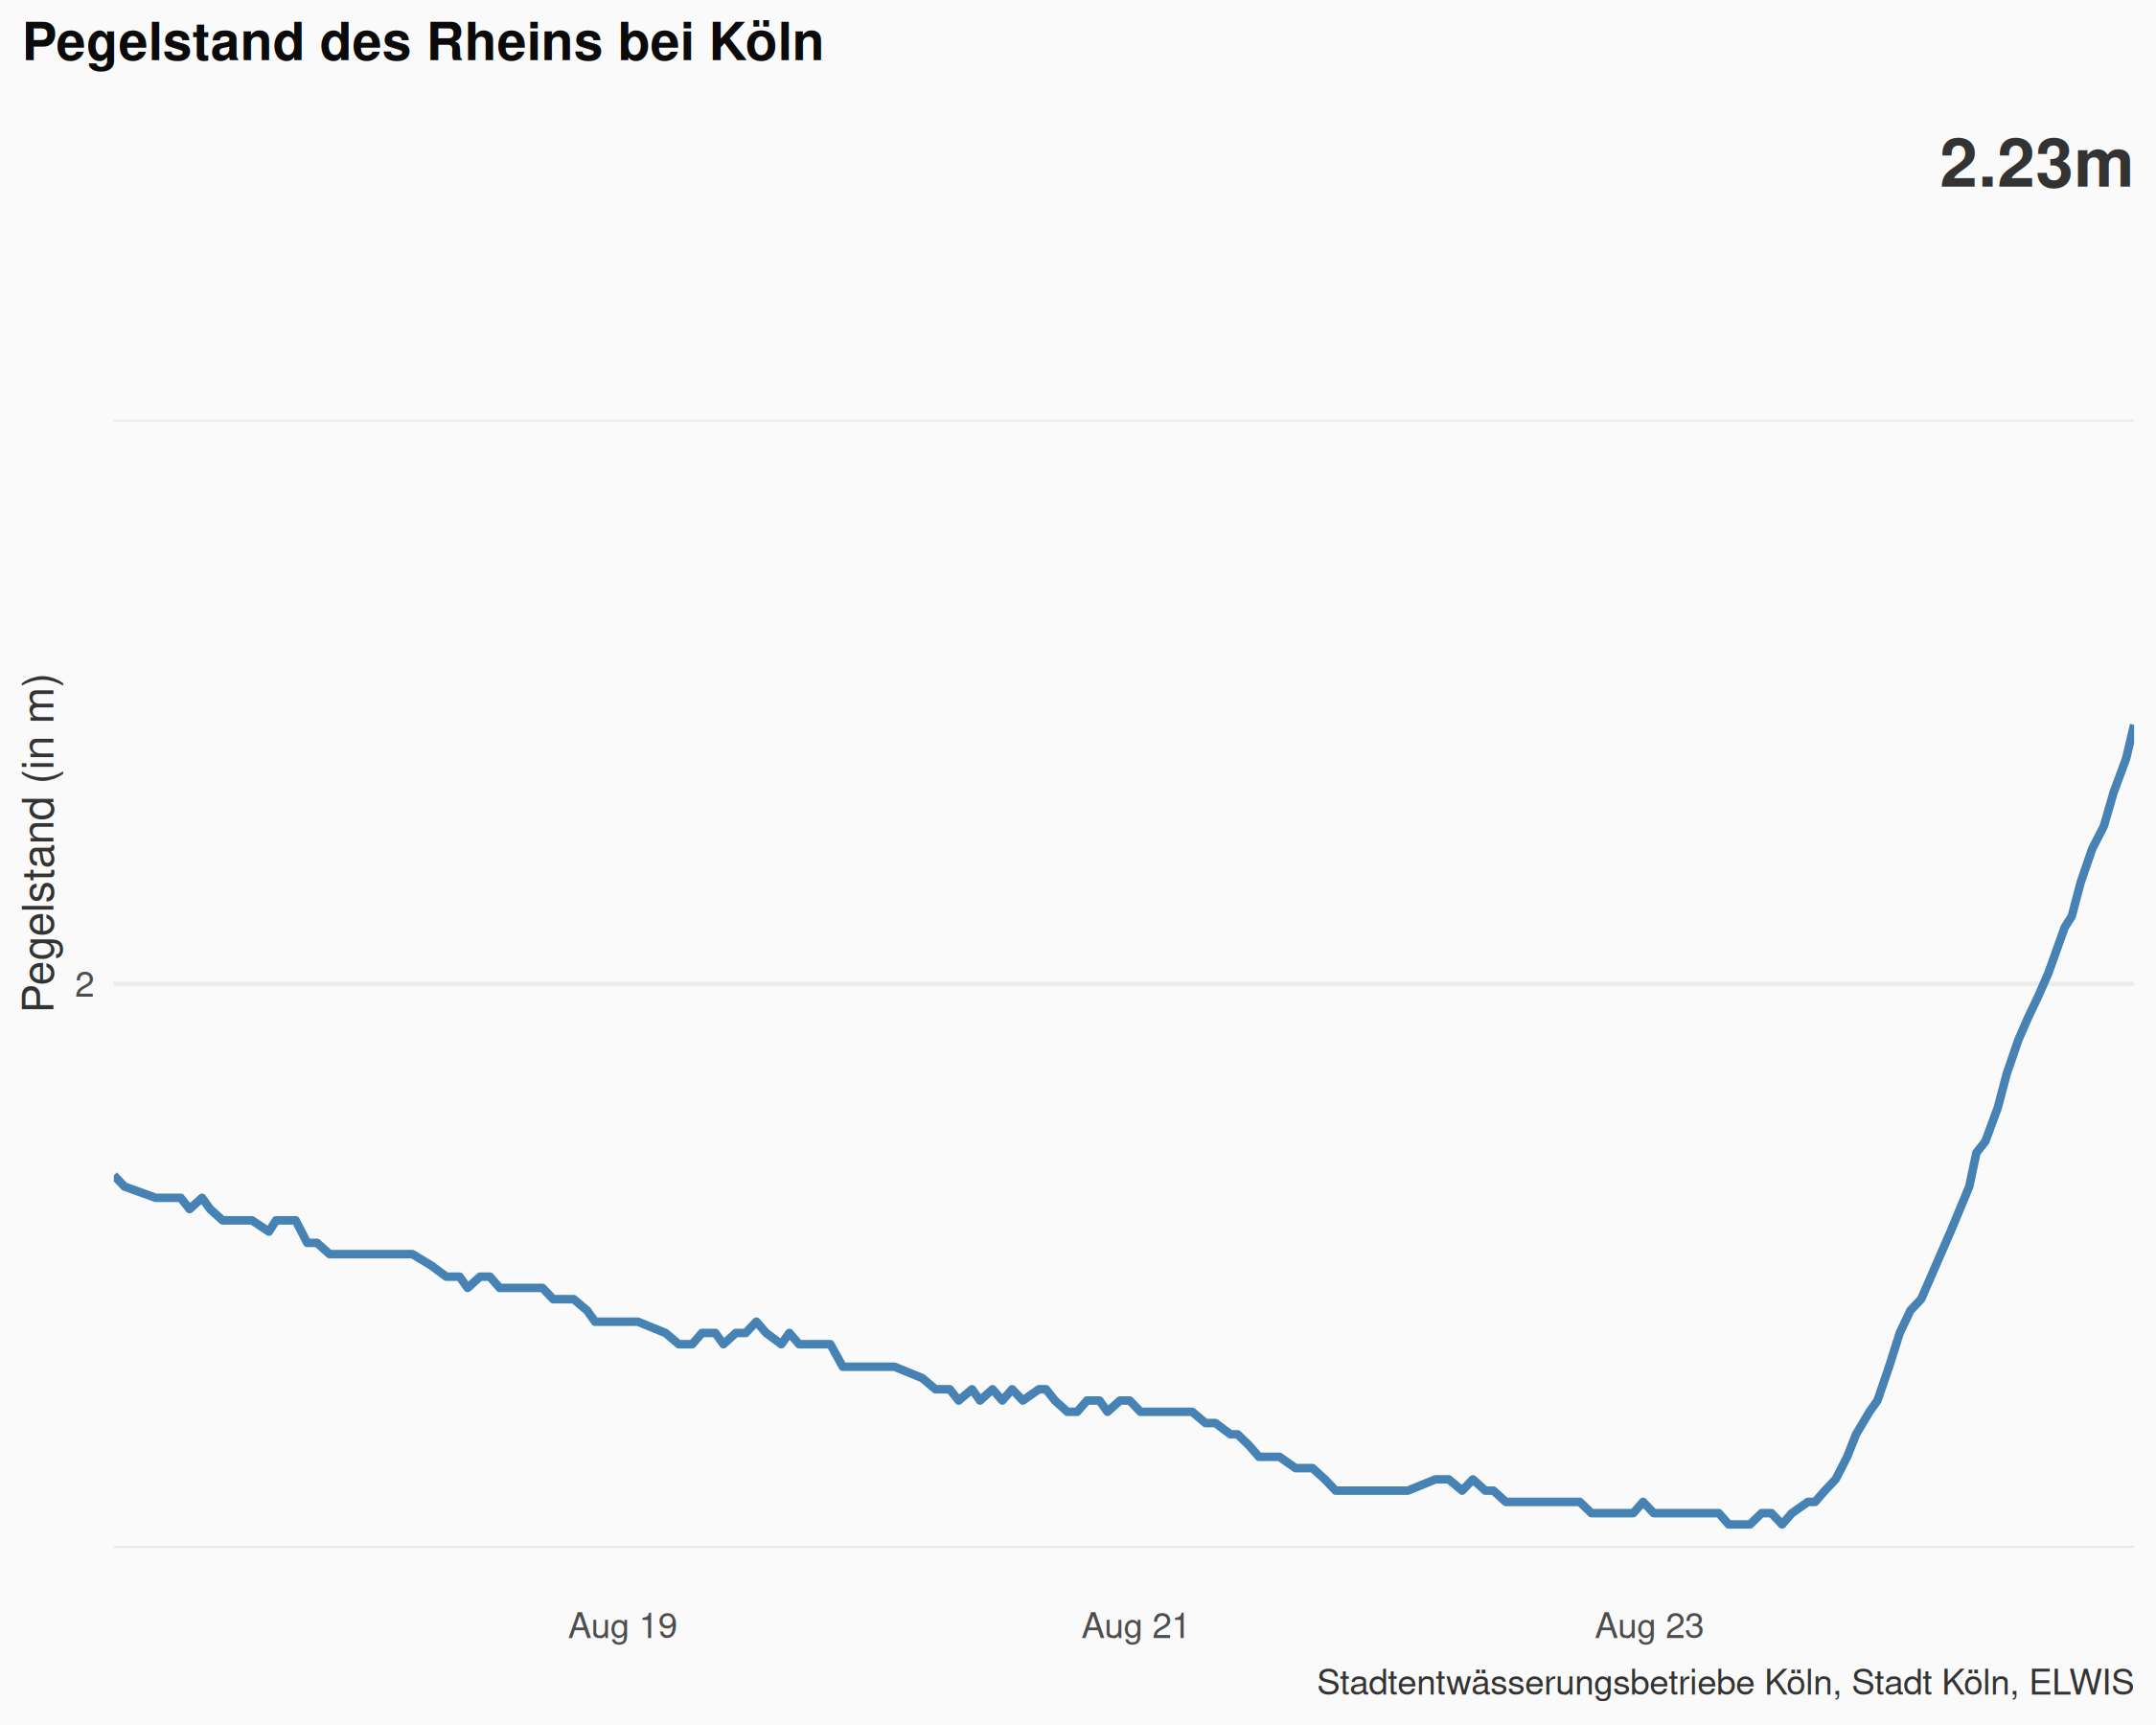 Pegelstand des Rheins bei Köln
2.23m
Pegelstand (in m)
2
Aug 19
Aug 21
Aug 23
Stadtentwässerungsbetriebe Köln, Stadt Köln, ELWIS